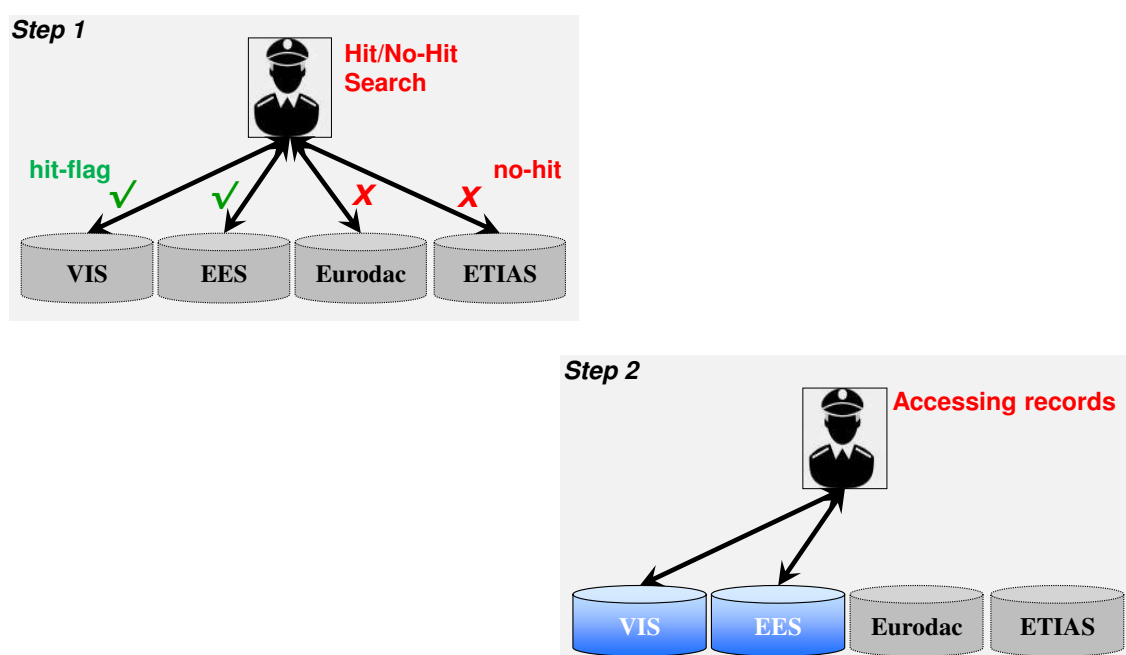 Step 1
Hit/No-Hit
Search
hit-flag
no-hit
√ √ X X
VIS EES Eurodac ETIAS
Step 2
Accessing records
VIS EES Eurodac ETIAS